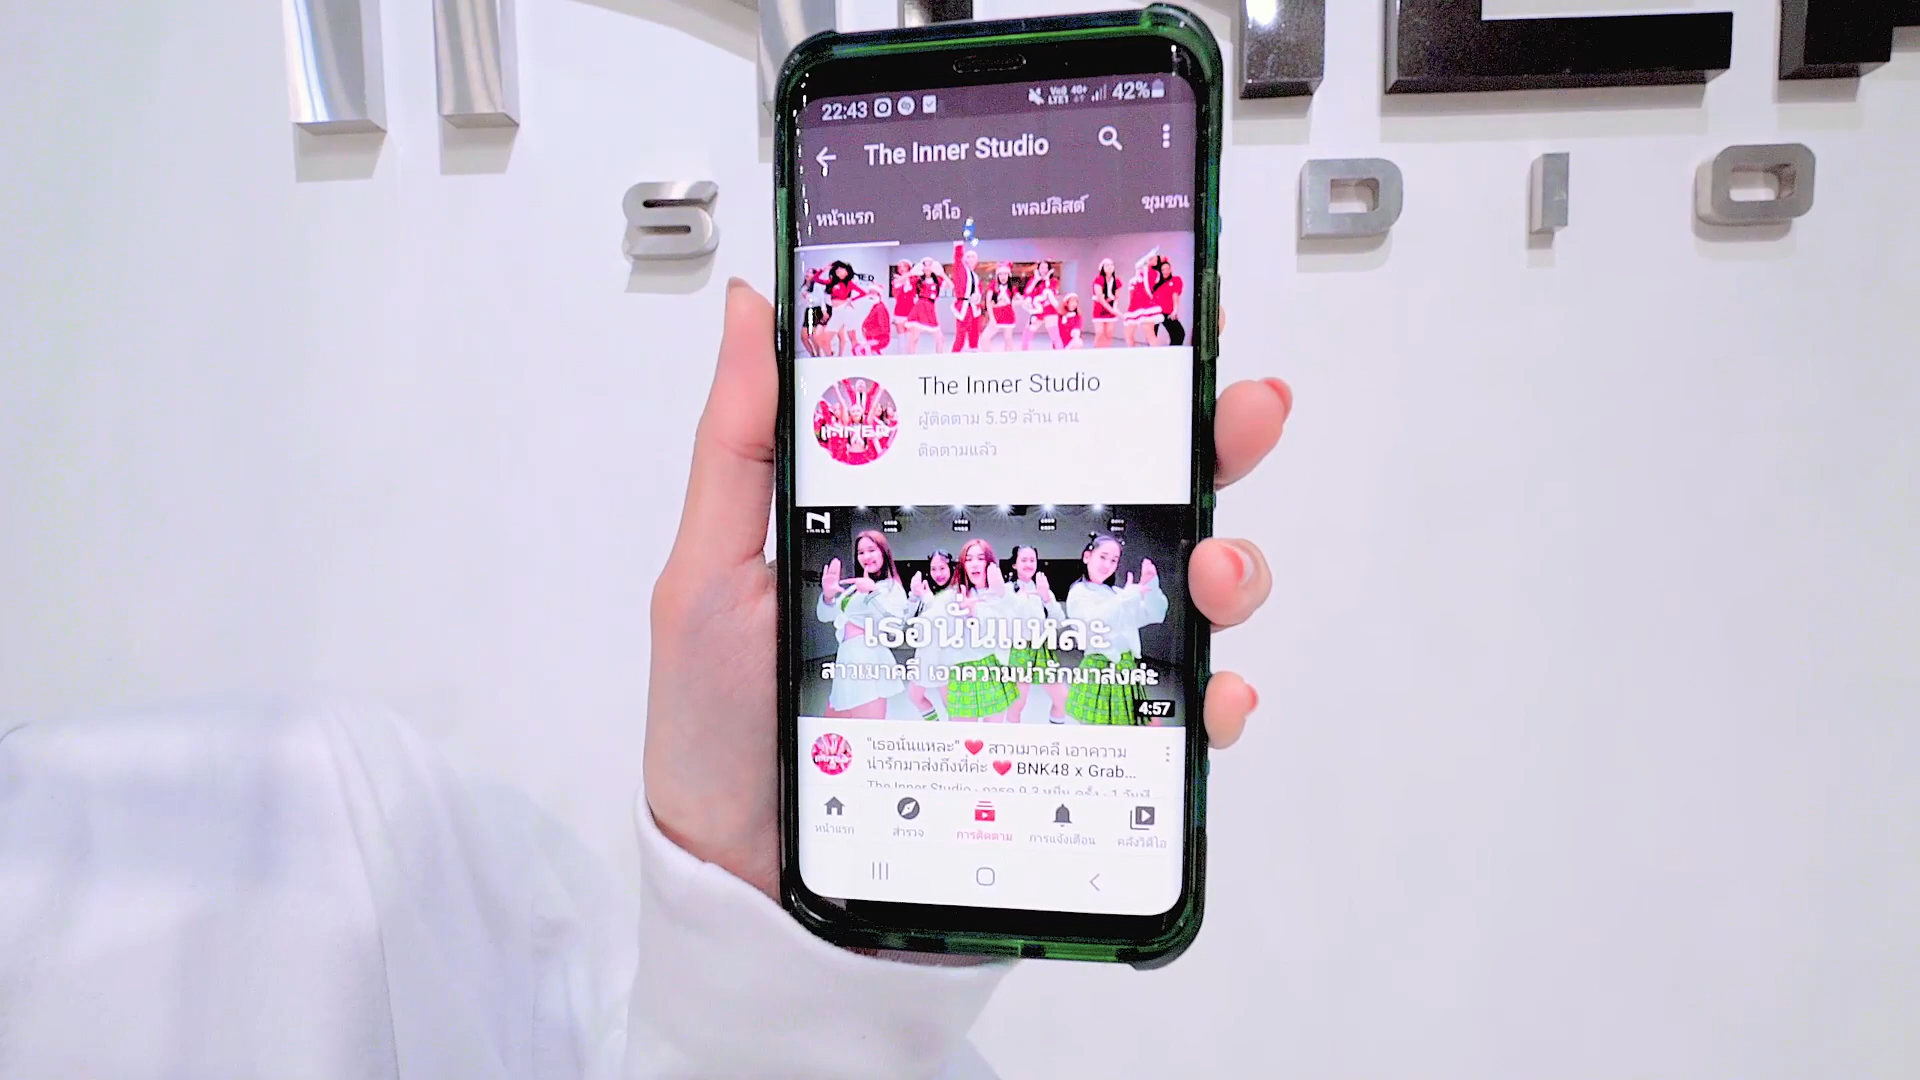 S
DIO
22:43
VoB 4G+
LTE1
42%
The Inner Studio
หน้าแรก วิดีโอ เพลย์ลิสต์ ชุมชน
INNER
The Inner Studio
ผู้ติดตาม 5.59 ล้าน คน
ติดตามแล้ว
เธอนั่นแหละ
สาวเมาคลี เอาความน่ารักมาส่งค่ะ
4:57
"เธอนั่นแหละ" ❤️ สาวเมาคลี เอาความ
น่ารักมาส่งถึงที่ค่ะ ❤️ BNK48 x Grab...
The Inner Studio
หน้าแรก สำรวจ การติดตาม การแจ้งเตือน คลังวิดีโอ